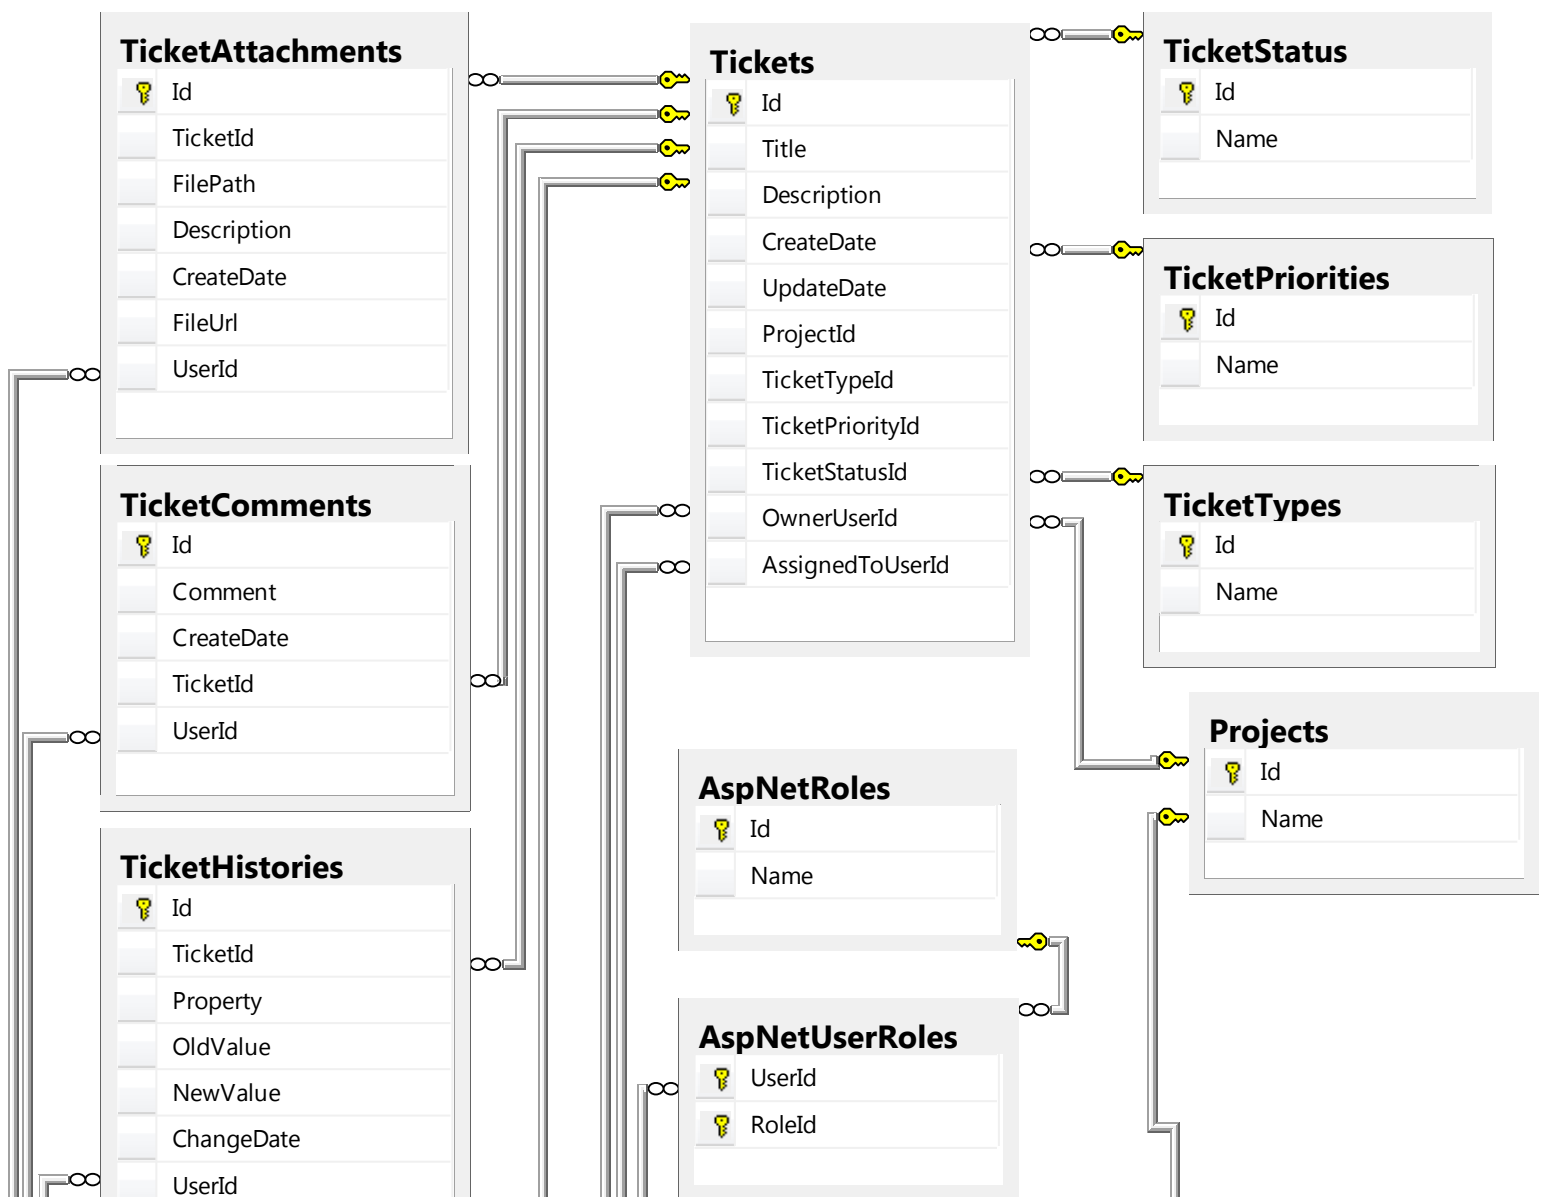 TicketAttachments
Id
TicketId
FilePath
Description
CreateDate
FileUrl
UserId
TicketComments
Id
Comment
CreateDate
TicketId
UserId
TicketHistories
Id
TicketId
Property
OldValue
NewValue
ChangeDate
UserId
Tickets
Id
Title
Description
CreateDate
UpdateDate
ProjectId
TicketTypeId
TicketPriorityId
TicketStatusId
OwnerUserId
AssignedToUserId
AspNetRoles
Id
Name
AspNetUserRoles
UserId
RoleId
TicketStatus
Id
Name
TicketPriorities
Id
Name
TicketTypes
Id
Name
Projects
Id
Name